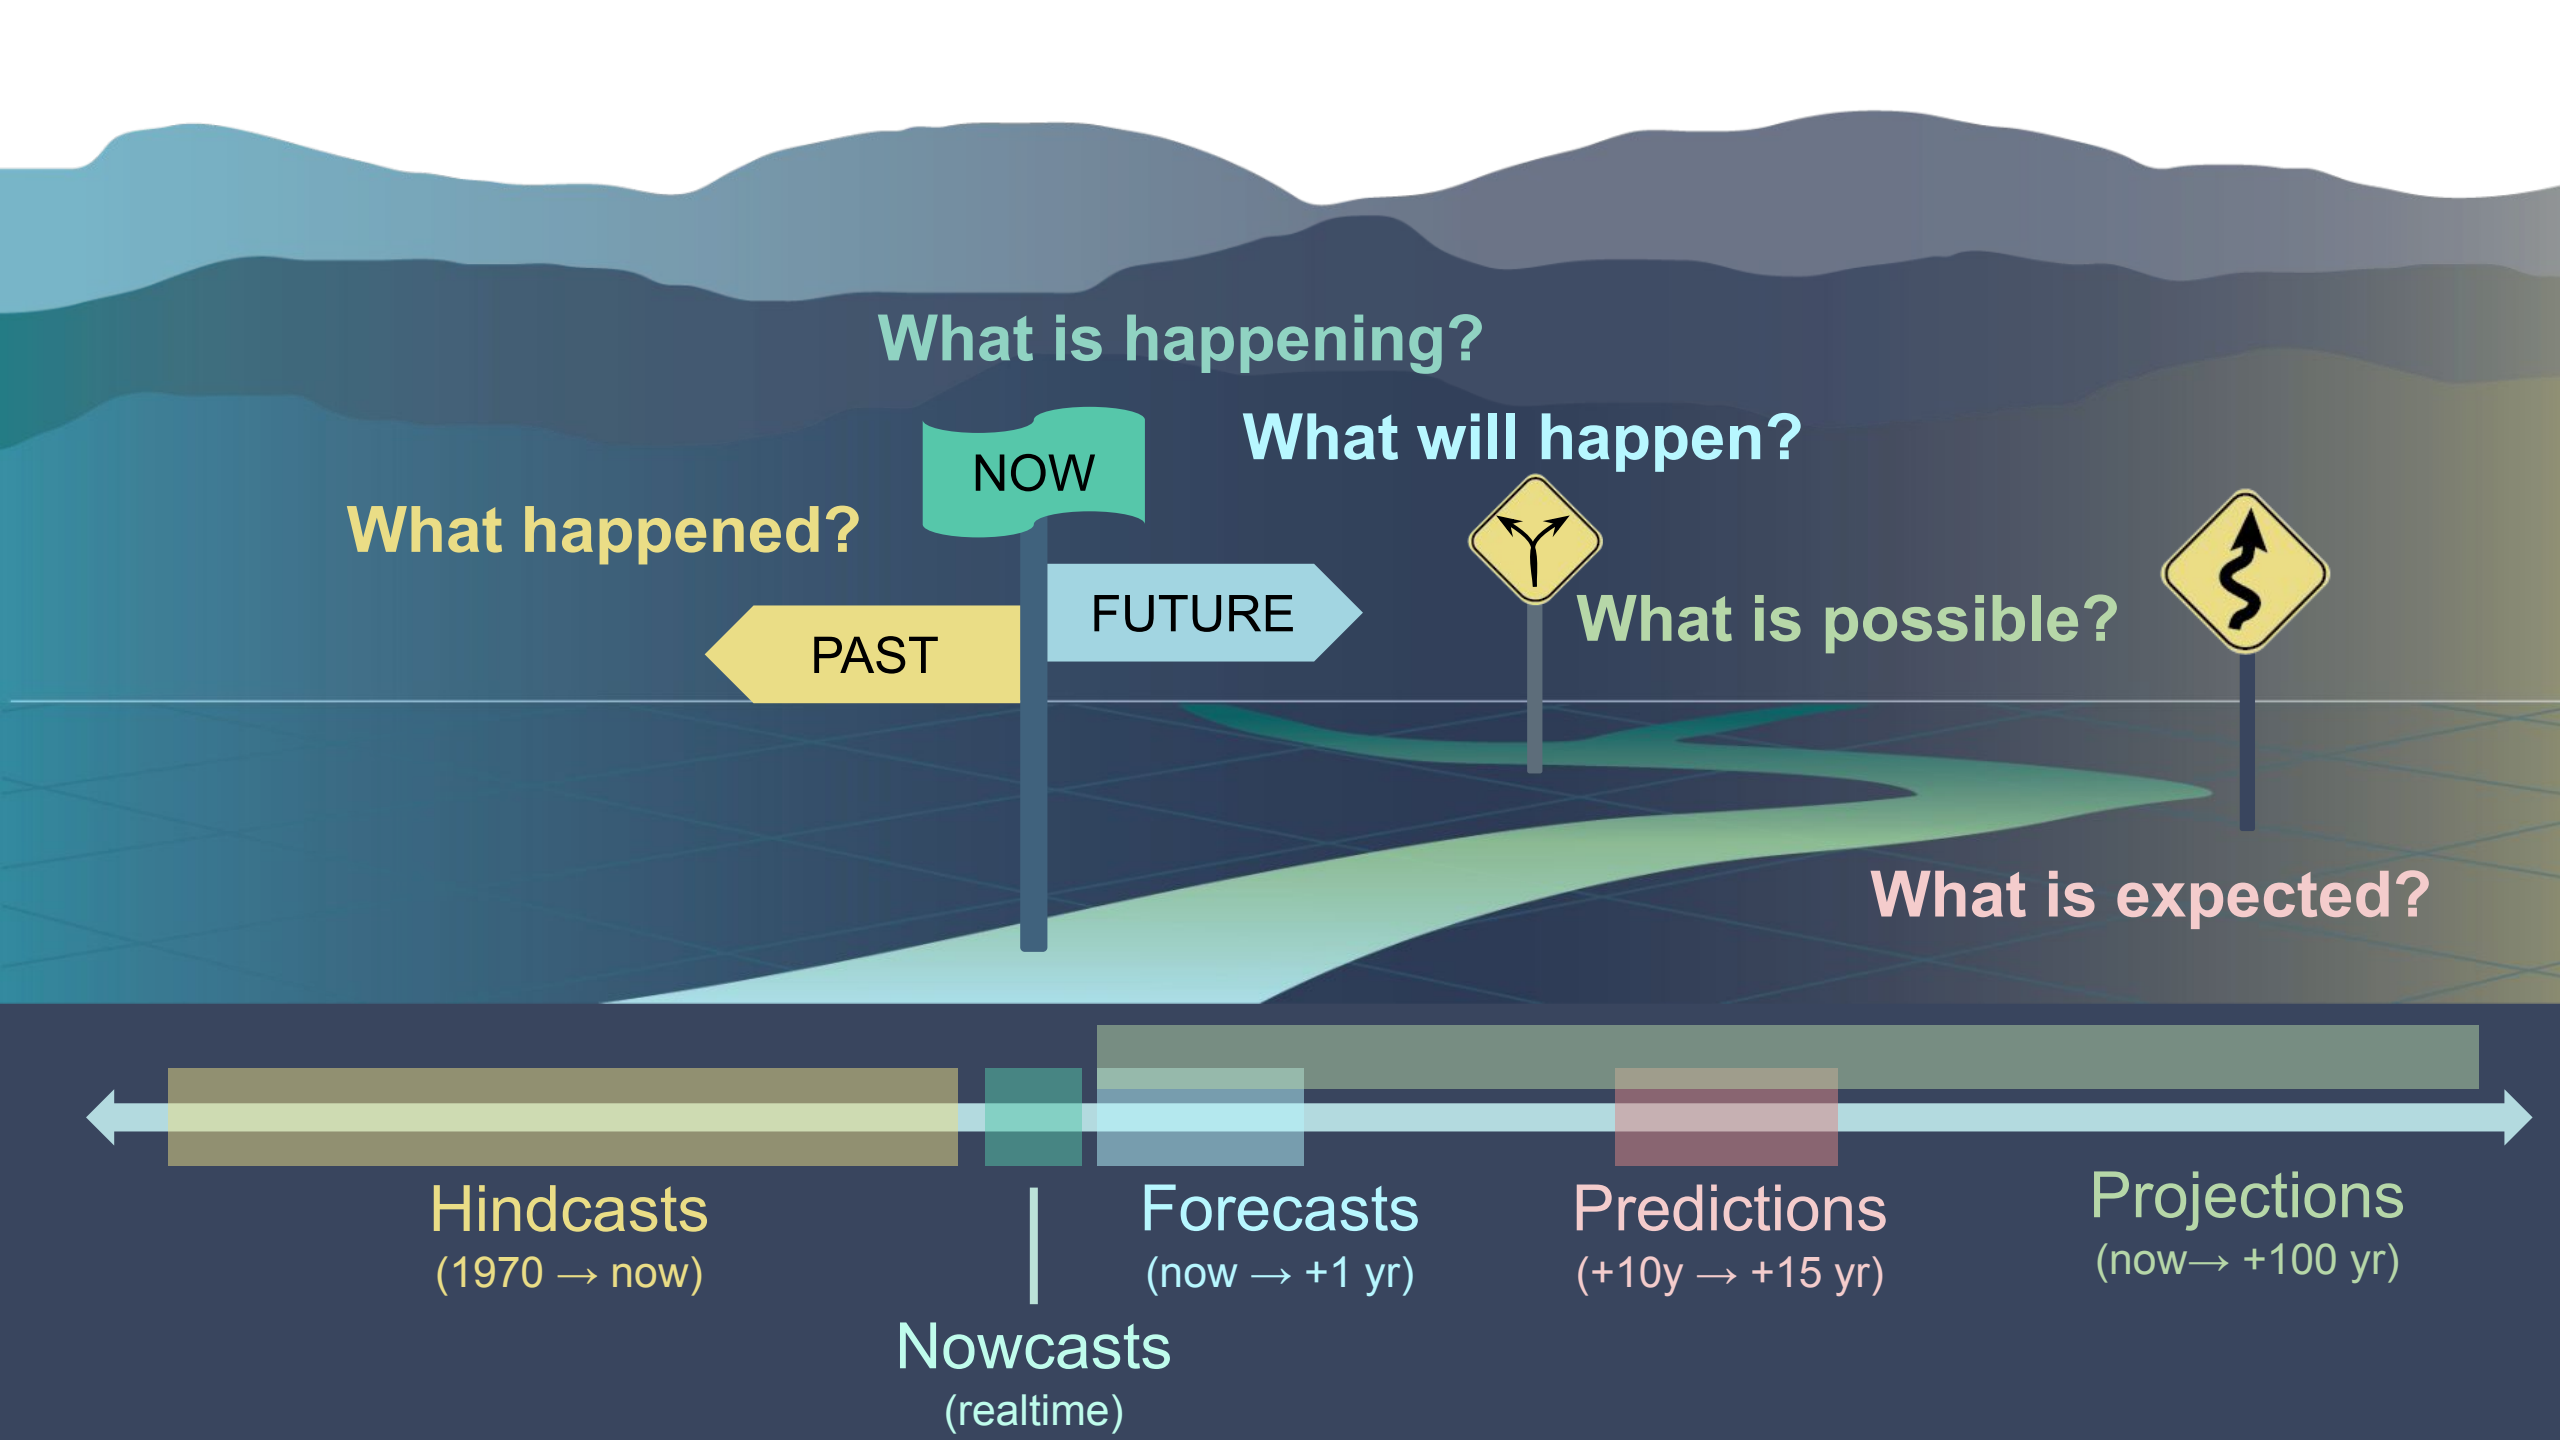 What is happening?
What will happen?
NOW
What happened?
FUTURE
What is possible?
PAST
What is expected?
Hindcasts
(1970 → now)
Nowcasts
(realtime)
Forecasts
(now → +1 yr)
Predictions
(+10y → +15 yr)
Projections
(now→ +100 yr)